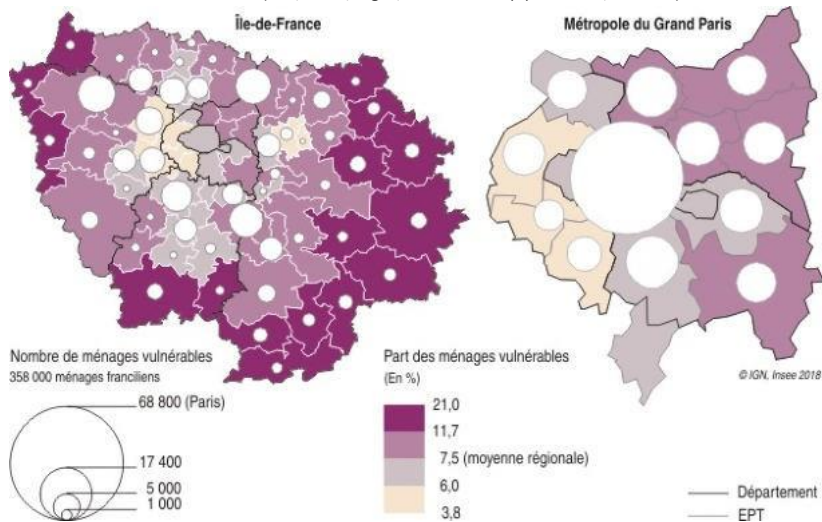 Île-de-France
Métropole du Grand Paris
Nombre de ménages vulnérables
358 000 ménages franciliens
68 800 (Paris)
17 400
5 000
1 000
Part des ménages vulnérables
(En %)
21,0
11,7
7,5 (moyenne régionale)
6,0
3,8
© IGN, Insee 2018
Département
EPT